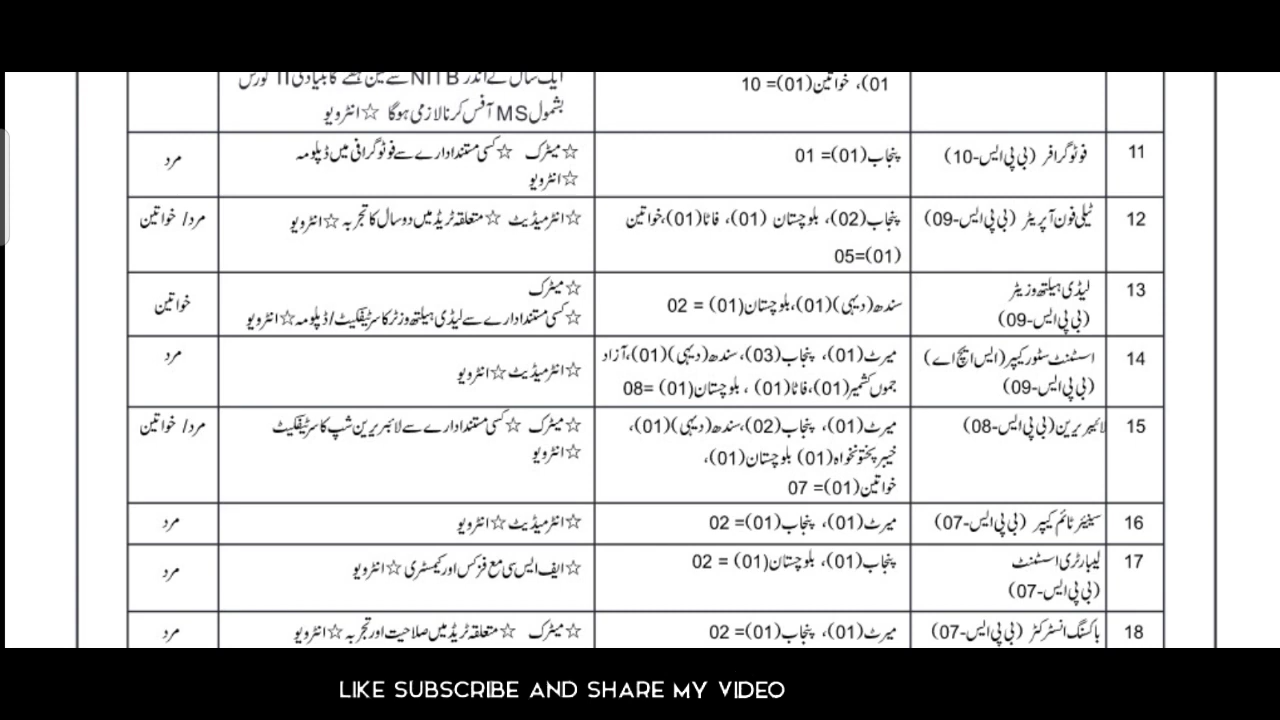 01)، خواتین(01)= 10
ایک سال کے اندر NITB سے تین ہفتے کا بنیادی IT کورس
بشمول MS آفس کرنا لازمی ہوگا ☆ انٹرویو
11
فوٹوگرافر (بی پی ایس-10)
پنجاب(01)= 01
☆ میٹرک ☆ کسی مستند ادارے سے فوٹوگرافی میں ڈپلومہ
☆ انٹرویو
مرد
12
ٹیلی فون آپریٹر (بی پی ایس-09)
پنجاب(02)، بلوچستان (01)، فاٹا(01)،خواتین
(01)=05
☆ انٹرمیڈیٹ ☆ متعلقہ ٹریڈ میں دو سال کا تجربہ ☆ انٹرویو
مرد/ خواتین
13
لیڈی ہیلتھ وزیٹر
(بی پی ایس-09)
سندھ(دیہی)(01)،بلوچستان(01) = 02
☆ میٹرک
☆ کسی مستند ادارے سے لیڈی ہیلتھ وزٹر کا سرٹیفکیٹ/ڈپلومہ ☆ انٹرویو
خواتین
14
اسسٹنٹ سٹور کیپر (ایس ایچ اے)
(بی پی ایس-09)
میرٹ(01)، پنجاب(03)، سندھ(دیہی)(01)،آزاد
جموں کشمیر(01)،فاٹا(01) ، بلوچستان(01) =08
☆ انٹرمیڈیٹ ☆ انٹرویو
مرد
15
لائبریرین(بی پی ایس-08)
میرٹ(01)، پنجاب(02)،سندھ(دیہی)(01)،
خیبر پختونخواہ(01) بلوچستان(01)،
خواتین(01)= 07
☆ میٹرک ☆ کسی مستند ادارے سے لائبریرین شپ کا سرٹیفکیٹ
☆ انٹرویو
مرد/ خواتین
16
سینیئر ٹائم کیپر (بی پی ایس-07)
میرٹ(01)، پنجاب(01)= 02
☆ انٹرمیڈیٹ ☆ انٹرویو
مرد
17
لیبارٹری اسسٹنٹ
(بی پی ایس-07)
پنجاب(01)، بلوچستان(01) = 02
☆ ایف ایس سی مع فزکس اور کیمسٹری ☆ انٹرویو
مرد
18
باکسنگ انسٹرکٹر (بی پی ایس-07)
میرٹ(01)، پنجاب(01)= 02
☆ میٹرک ☆ متعلقہ ٹریڈ میں صلاحیت اور تجربہ ☆ انٹرویو
مرد
LIKE SUBSCRIBE AND SHARE MY VIDEO